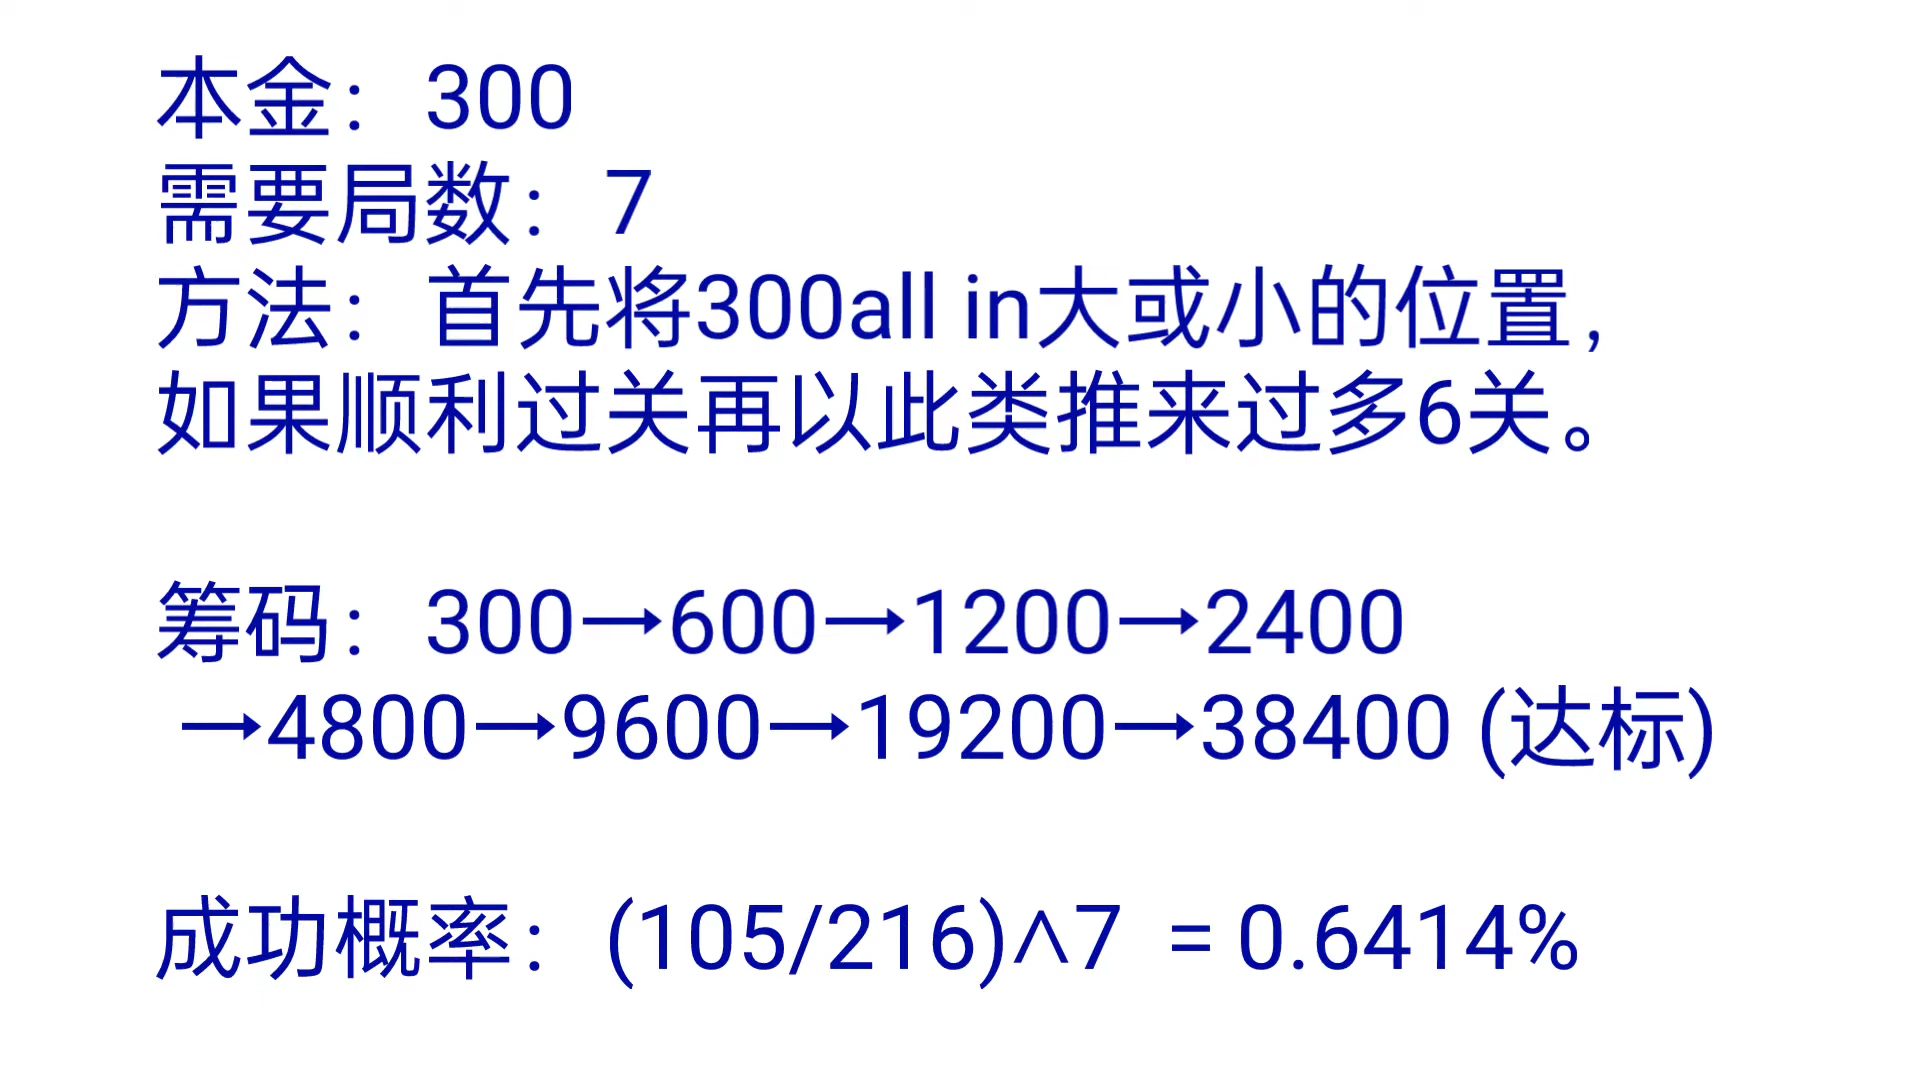 本金：300
需要局数：7
方法：首先将300all in大或小的位置，
如果顺利过关再以此类推来过多6关。
筹码：300→600→1200→2400
→4800→9600→19200→38400 (达标)
成功概率：(105/216)^7 = 0.6414%